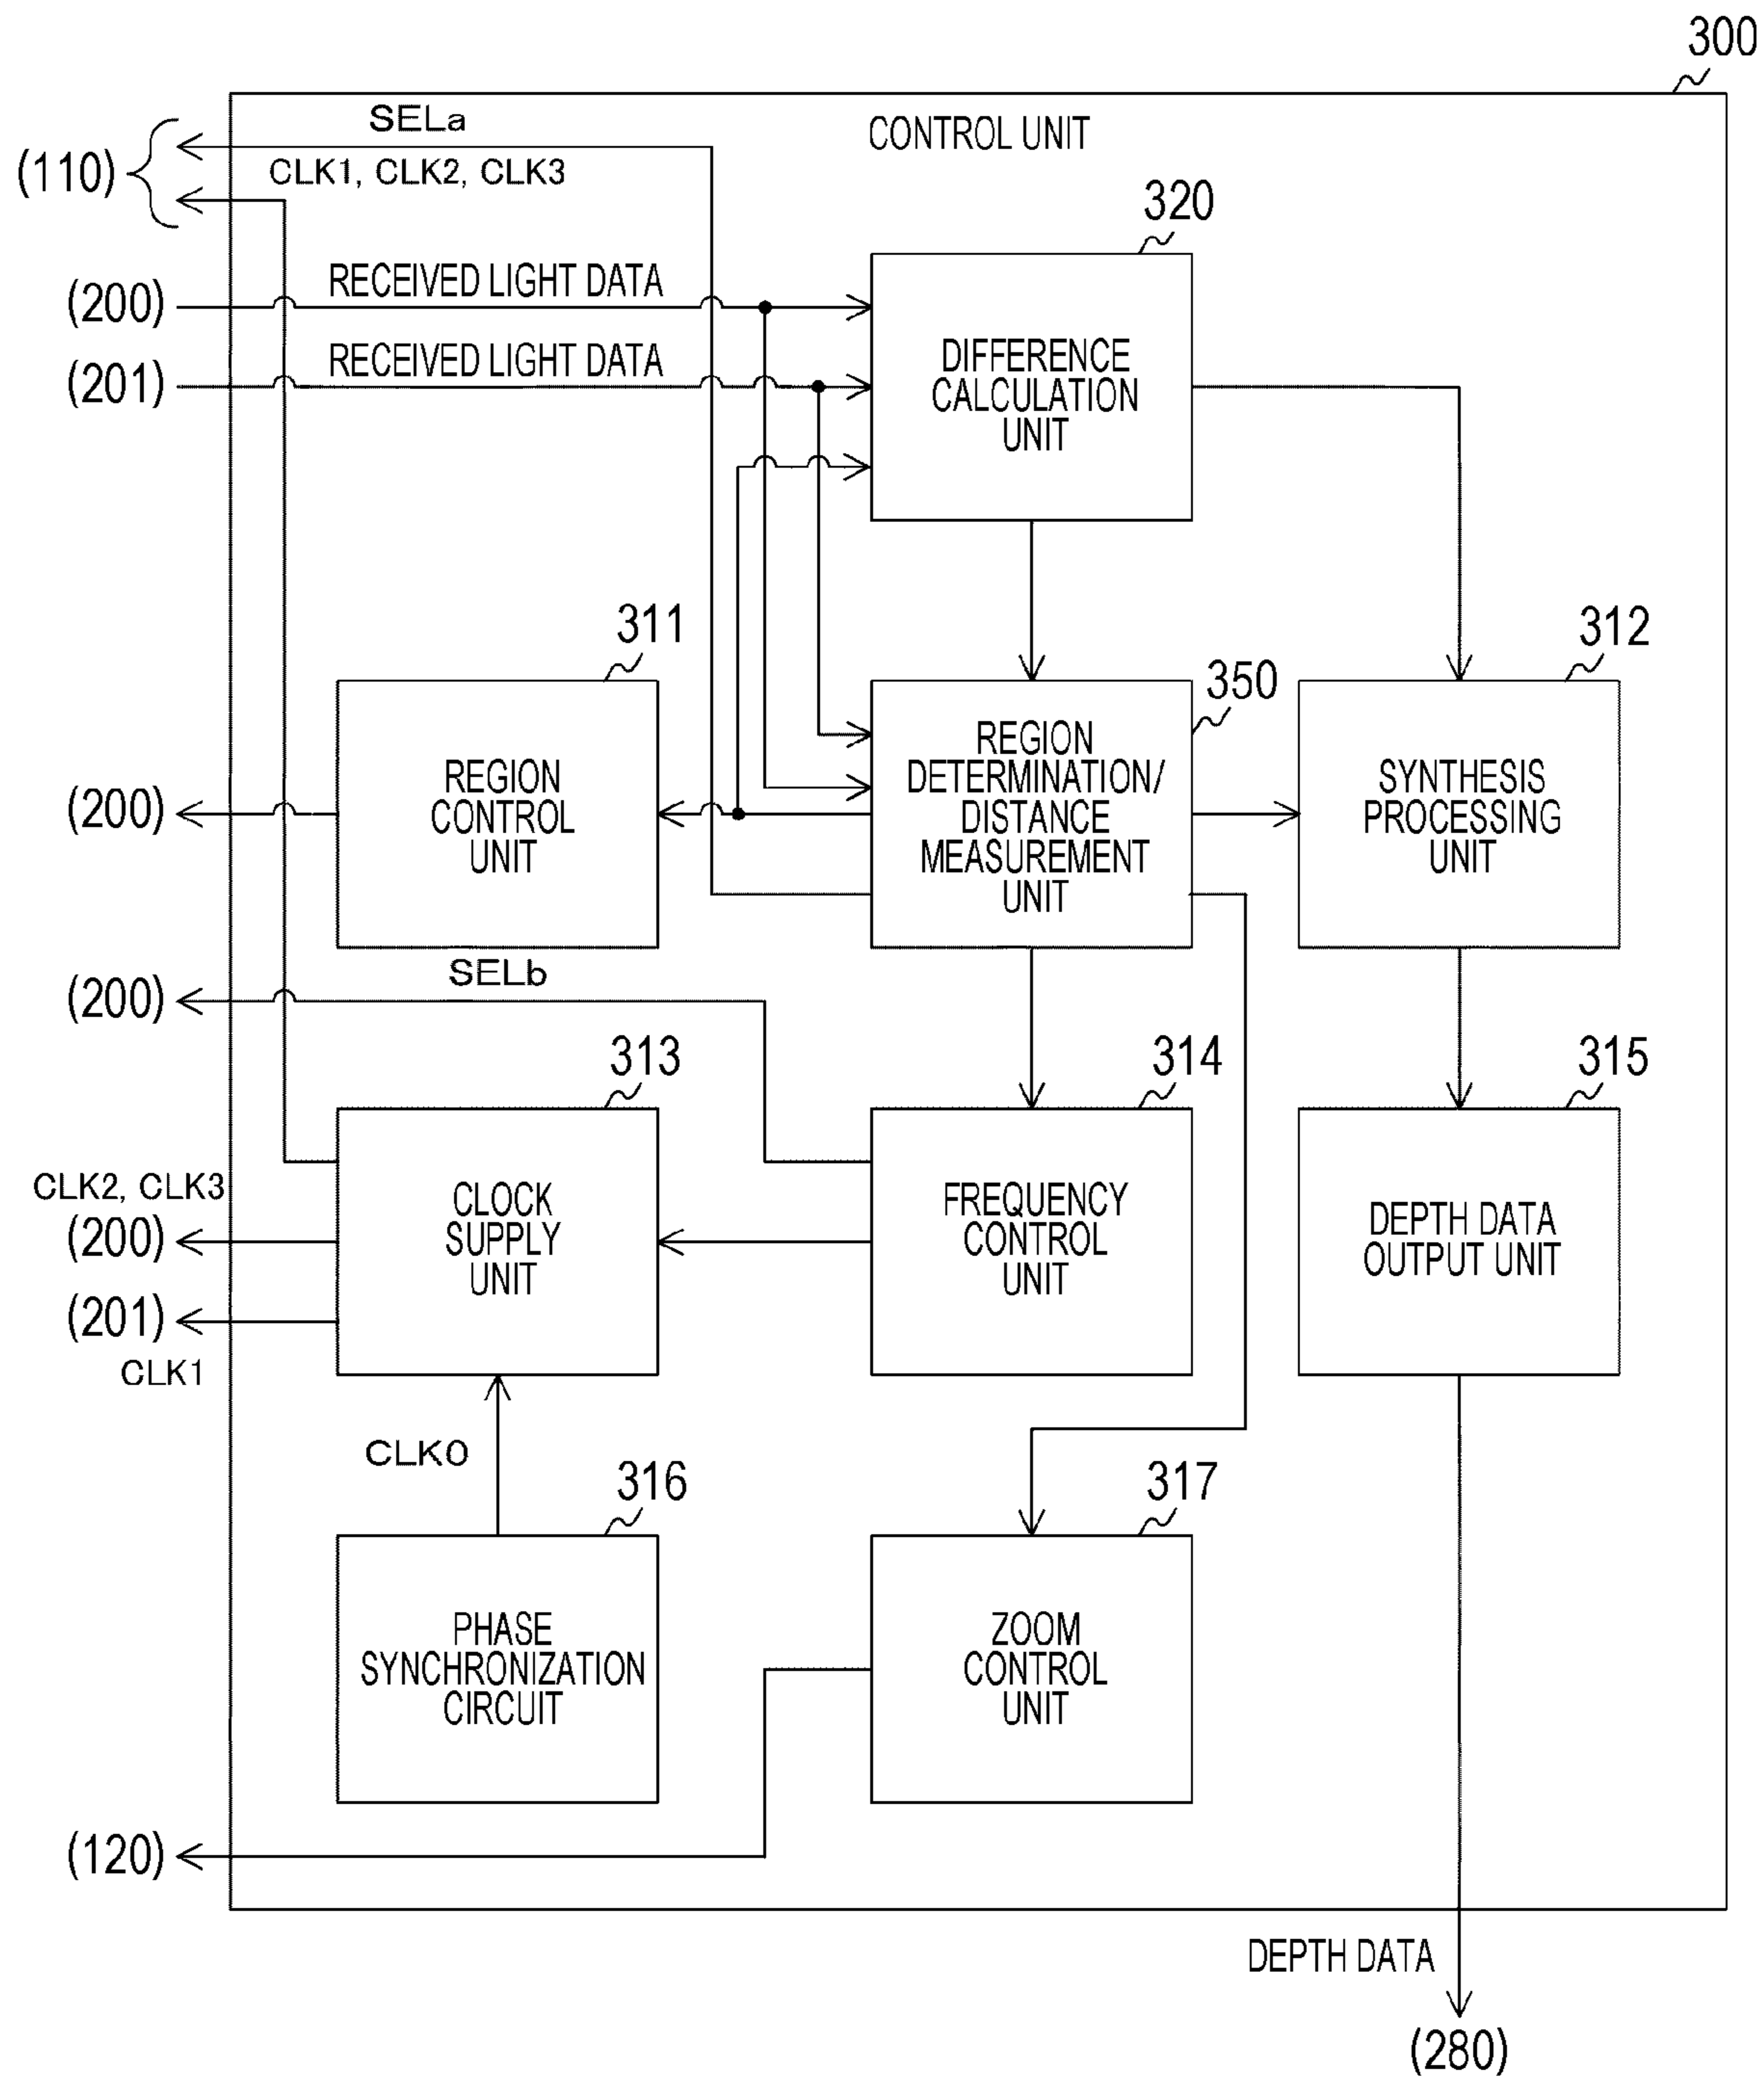 300
CONTROL UNIT
SELa
(110)
CLK1, CLK2, CLK3
320
(200)
RECEIVED LIGHT DATA
(201)
RECEIVED LIGHT DATA
DIFFERENCE
CALCULATION
UNIT
311
312
350
(200)
REGION
CONTROL
UNIT
REGION
DETERMINATION/
DISTANCE
MEASUREMENT
UNIT
SYNTHESIS
PROCESSING
UNIT
(200)
SELb
313
314
315
CLK2, CLK3
(200)
(201)
CLK1
CLOCK
SUPPLY
UNIT
FREQUENCY
CONTROL
UNIT
DEPTH DATA
OUTPUT UNIT
CLK0
316
317
PHASE
SYNCHRONIZATION
CIRCUIT
ZOOM
CONTROL
UNIT
(120)
DEPTH DATA
(280)